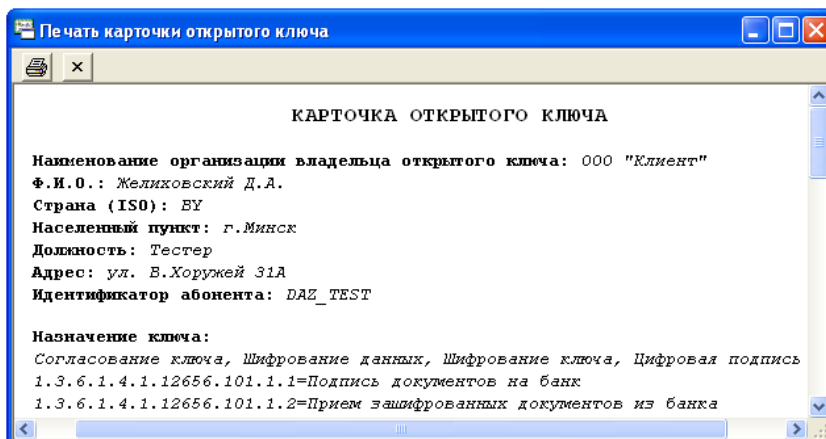 Печать карточки открытого ключа
КАРТОЧКА ОТКРЫТОГО КЛЮЧА
Наименование организации владельца открытого ключа: ООО "Клиент"
Ф.И.О.: Желиховский Д.А.
Страна (ISO): BY
Населенный пункт: г.Минск
Должность: Тестер
Адрес: ул. В.Хоружей 31А
Идентификатор абонента: DAZ_TEST
Назначение ключа:
Согласование ключа, Шифрование данных, Шифрование ключа, Цифровая подпись
1.3.6.1.4.1.12656.101.1.1=Подпись документов на банк
1.3.6.1.4.1.12656.101.1.2=Прием зашифрованных документов из банка